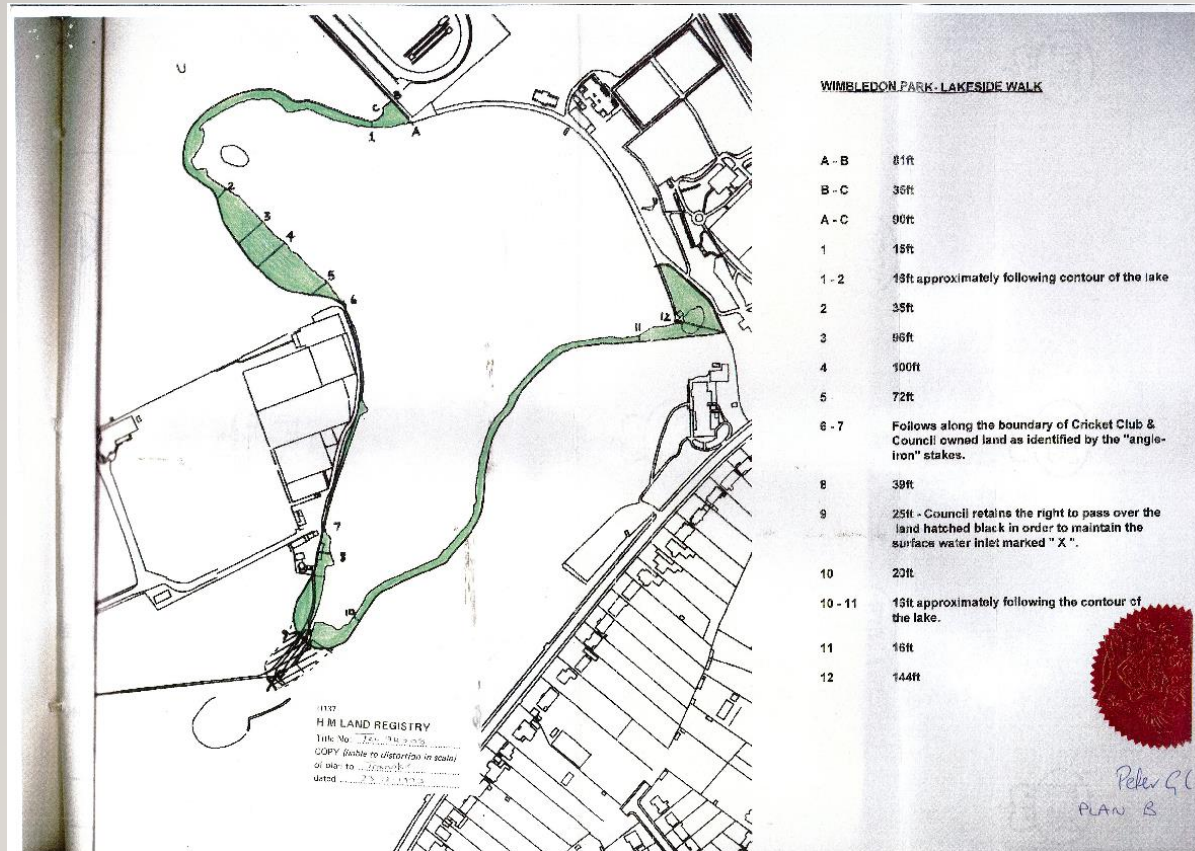 WIMBLEDON PARK - LAKESIDE WALK
A - B 81ft
B - C 35ft
A - C 90ft
1 15ft
1 - 2 16ft approximately following contour of the lake
2 35ft
3 96ft
4 100ft
5 72ft
6 - 7 Follows along the boundary of Cricket Club &
Council owned land as identified by the "angle-
iron" stakes.
8 39ft
9 25ft - Council retains the right to pass over the
land hatched black in order to maintain the
surface water inlet marked " X ".
10 20ft
10 - 11 16ft approximately following the contour of
the lake.
11 16ft
12 144ft
B
C
1
A
2
3
4
5
6
12
11
7
8
10
9
X
H M LAND REGISTRY
Title No.
COPY (liable to distortion in scale)
of plan to
dated
Peter G
PLAN B